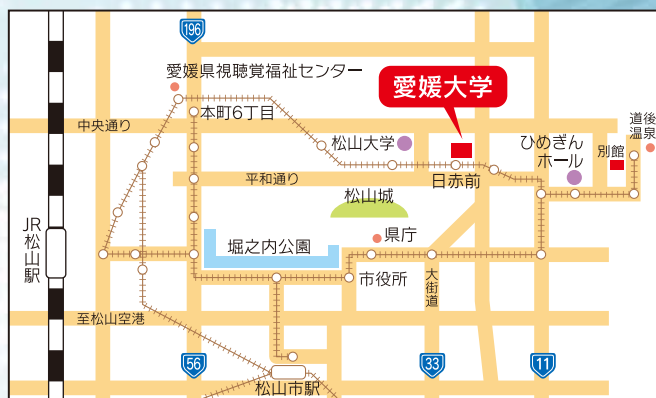 196
愛媛県視聴覚福祉センター
愛媛大学
中央通り
本町6丁目
松山大学
ひめぎん
ホール
道後
温泉
別館
平和通り
日赤前
松山城
JR
松山
駅
堀之内公園
県庁
市役所
大街道
至松山空港
56
松山市駅
33
11